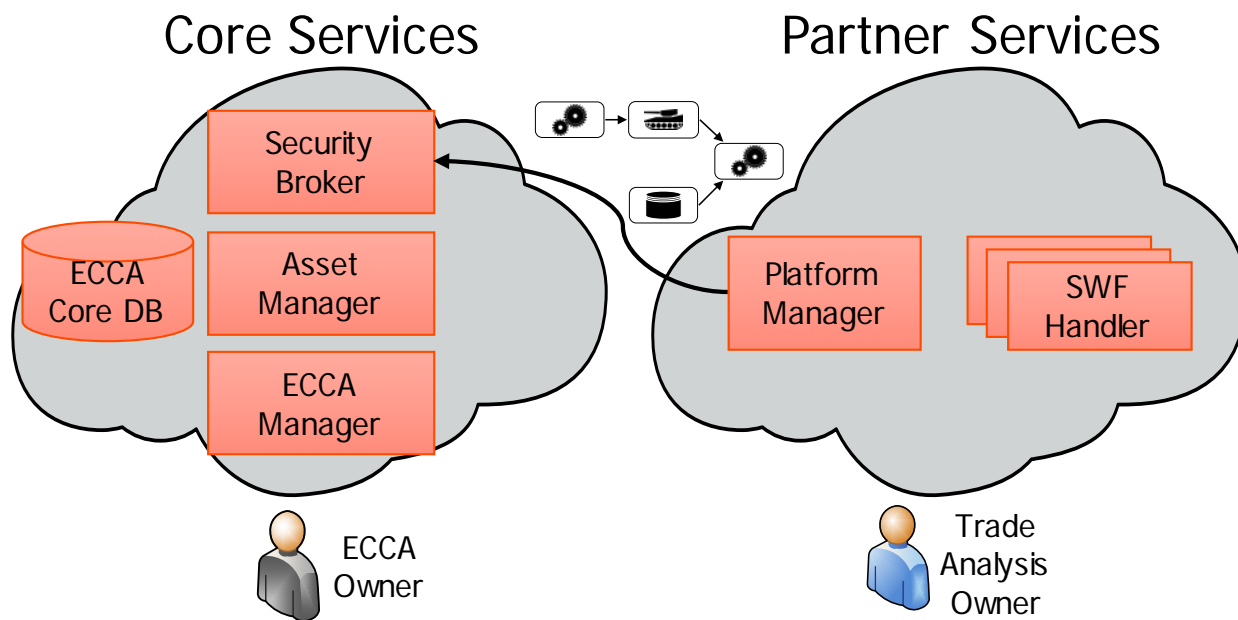 Core Services
Partner Services
Security
Broker
ECCA
Core DB
Asset
Manager
ECCA
Manager
Platform
Manager
SWF
Handler
ECCA
Owner
Trade
Analysis
Owner